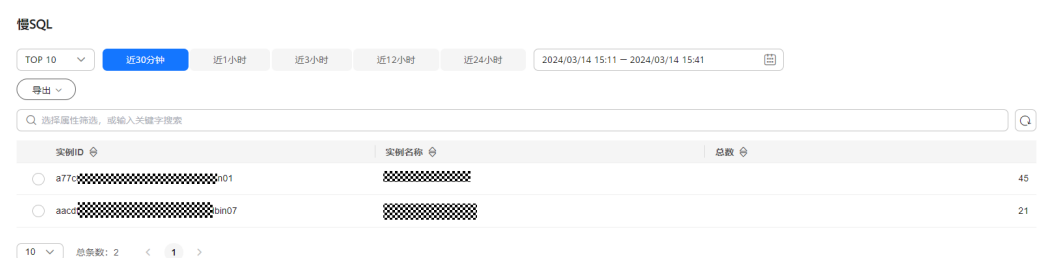 慢SQL
TOP 10 近30分钟 近1小时 近3小时 近12小时 近24小时 2024/03/14 15:11 – 2024/03/14 15:41
导出
选择属性筛选，或输入关键字搜索
实例ID 实例名称 总数
a77c n01 45
aacd bin07 21
10 总条数：2 < 1 >